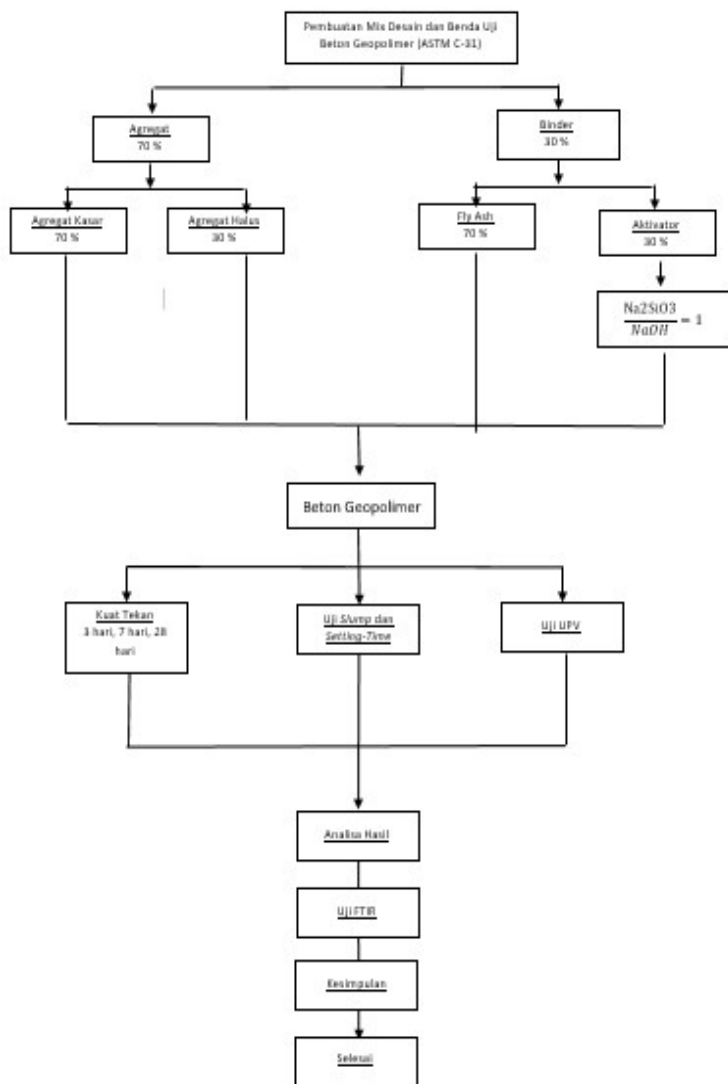 Pembuatan Mix Desain dan Benda Uji
Beton Geopolimer (ASTM C-31)
Agregat
70 %
Binder
30 %
Agregat Kasar
70 %
Agregat Halus
30 %
Fly Ash
70 %
Aktivator
30 %
Na2SiO3
NaOH
= 1
Beton Geopolimer
Kuat Tekan
3 hari, 7 hari, 28
hari
Uji Slump dan
Setting-Time
Uji UPV
Analisa Hasil
Uji FTIR
Kesimpulan
Selesai